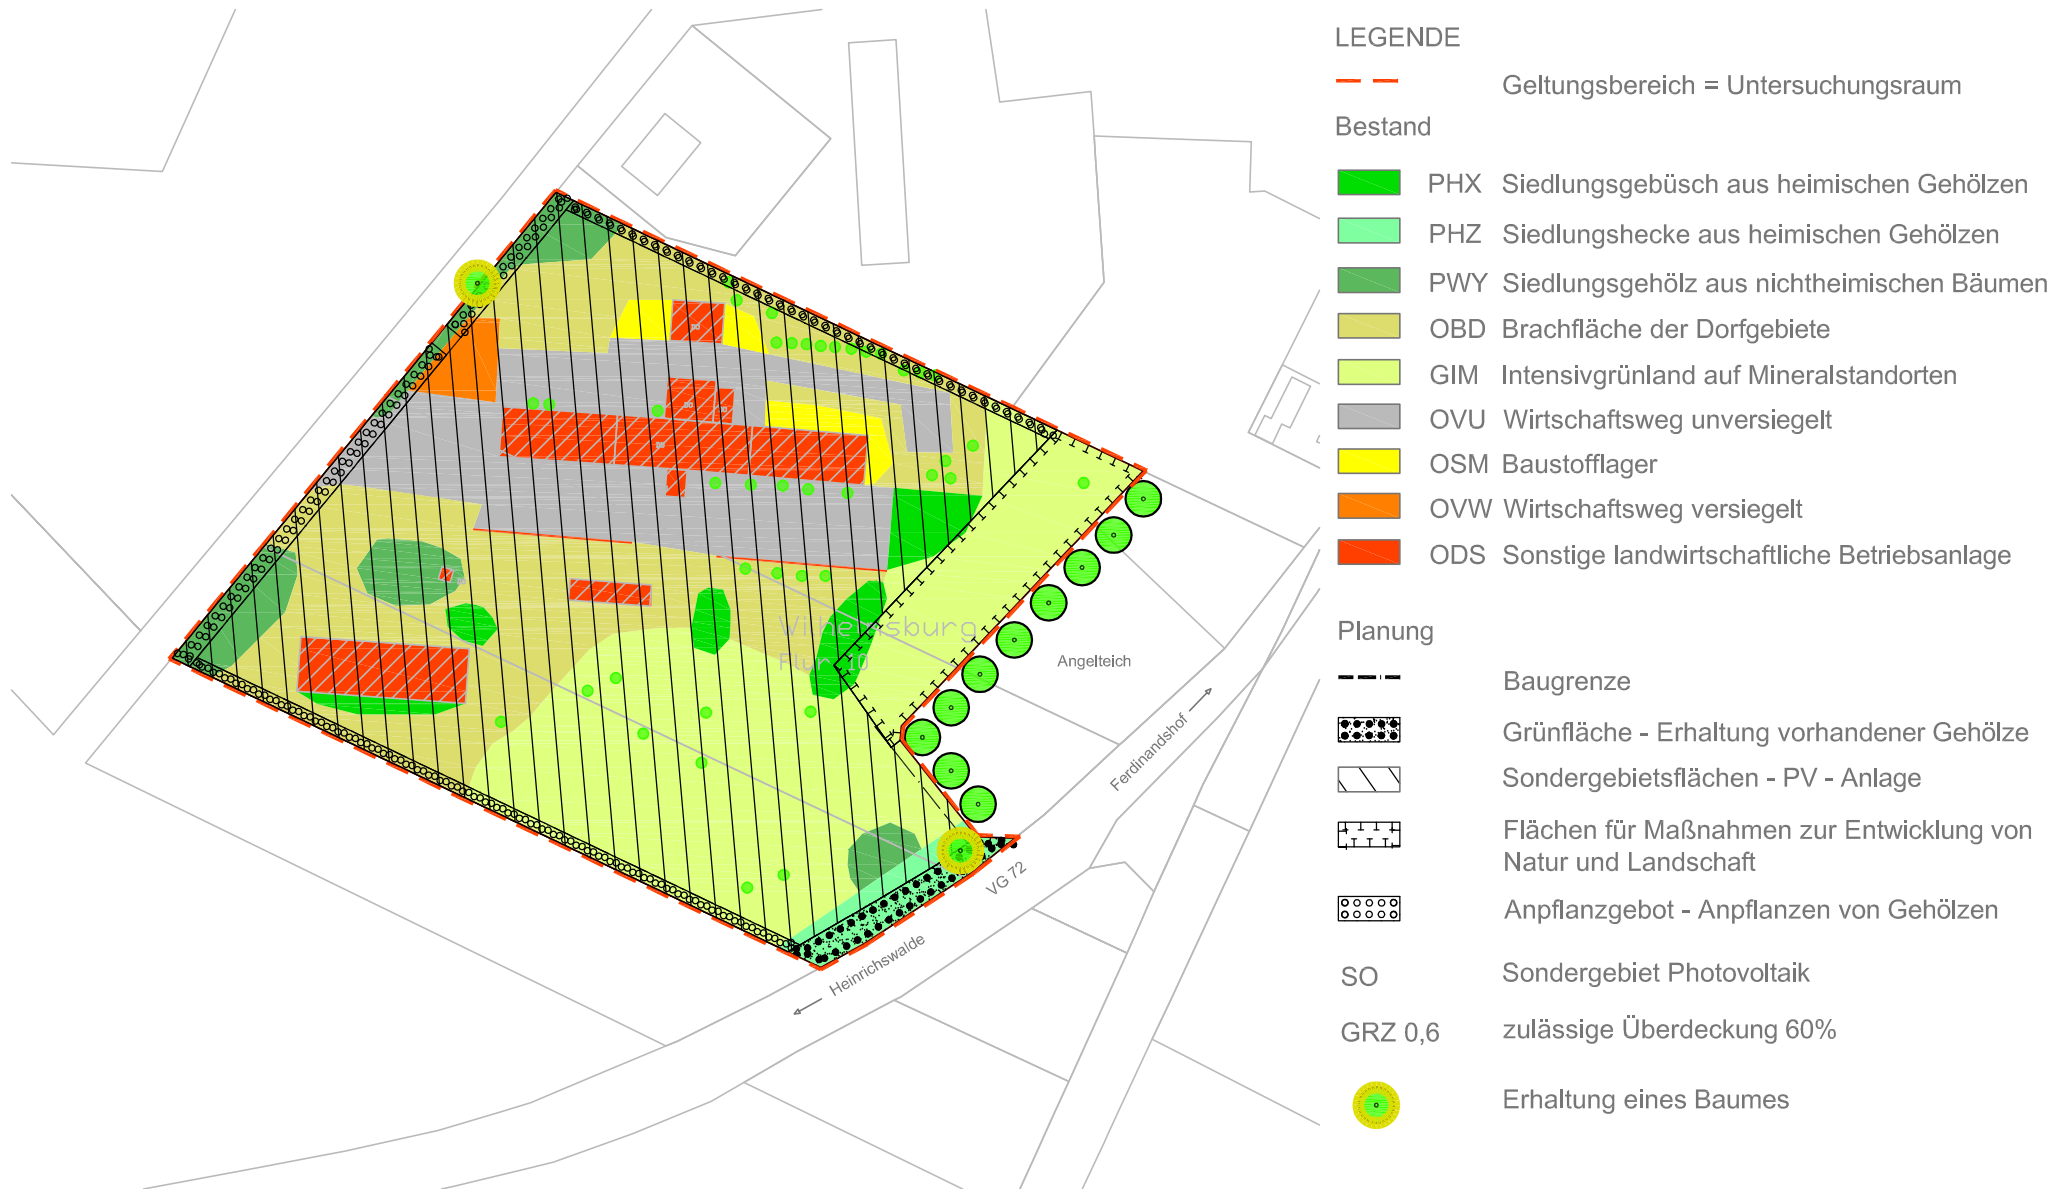 LEGENDE
Geltungsbereich = Untersuchungsraum
Bestand
PHX Siedlungsgebüsch aus heimischen Gehölzen
PHZ Siedlungshecke aus heimischen Gehölzen
PWY Siedlungsgehölz aus nichtheimischen Bäumen
OBD Brachfläche der Dorfgebiete
GIM Intensivgrünland auf Mineralstandorten
OVU Wirtschaftsweg unversiegelt
OSM Baustofflager
OVW Wirtschaftsweg versiegelt
ODS Sonstige landwirtschaftliche Betriebsanlage
Planung
Baugrenze
Grünfläche - Erhaltung vorhandener Gehölze
Sondergebietsflächen - PV - Anlage
Flächen für Maßnahmen zur Entwicklung von
Natur und Landschaft
Anpflanzgebot - Anpflanzen von Gehölzen
SO Sondergebiet Photovoltaik
GRZ 0,6 zulässige Überdeckung 60%
Erhaltung eines Baumes
Wilhelmsburg
Flur 10
Angelteich
Ferdinandshof
VG 72
Heinrichswalde